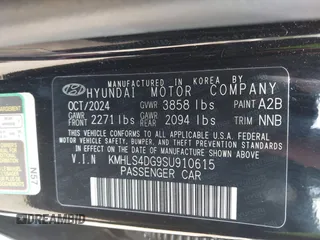 MANUFACTURED IN KOREA BY
HYUNDAI MOTOR COMPANY
OCT/2024 GVWR 3858 lbs PAINT A2B
GAWR FRONT 2271 lbs GAWR REAR 2094 lbs TRIM NNB
THIS VEHICLE CONFORMS TO ALL APPLICABLE U.S. FEDERAL MOTOR VEHICLE SAFETY, BUMPER, AND THEFT PREVENTION STANDARDS IN EFFECT ON THE DATE OF MANUFACTURE SHOWN ABOVE.
V.I.N KMHLS4DG9SU910615
PASSENGER CAR
N57
DREAMBID